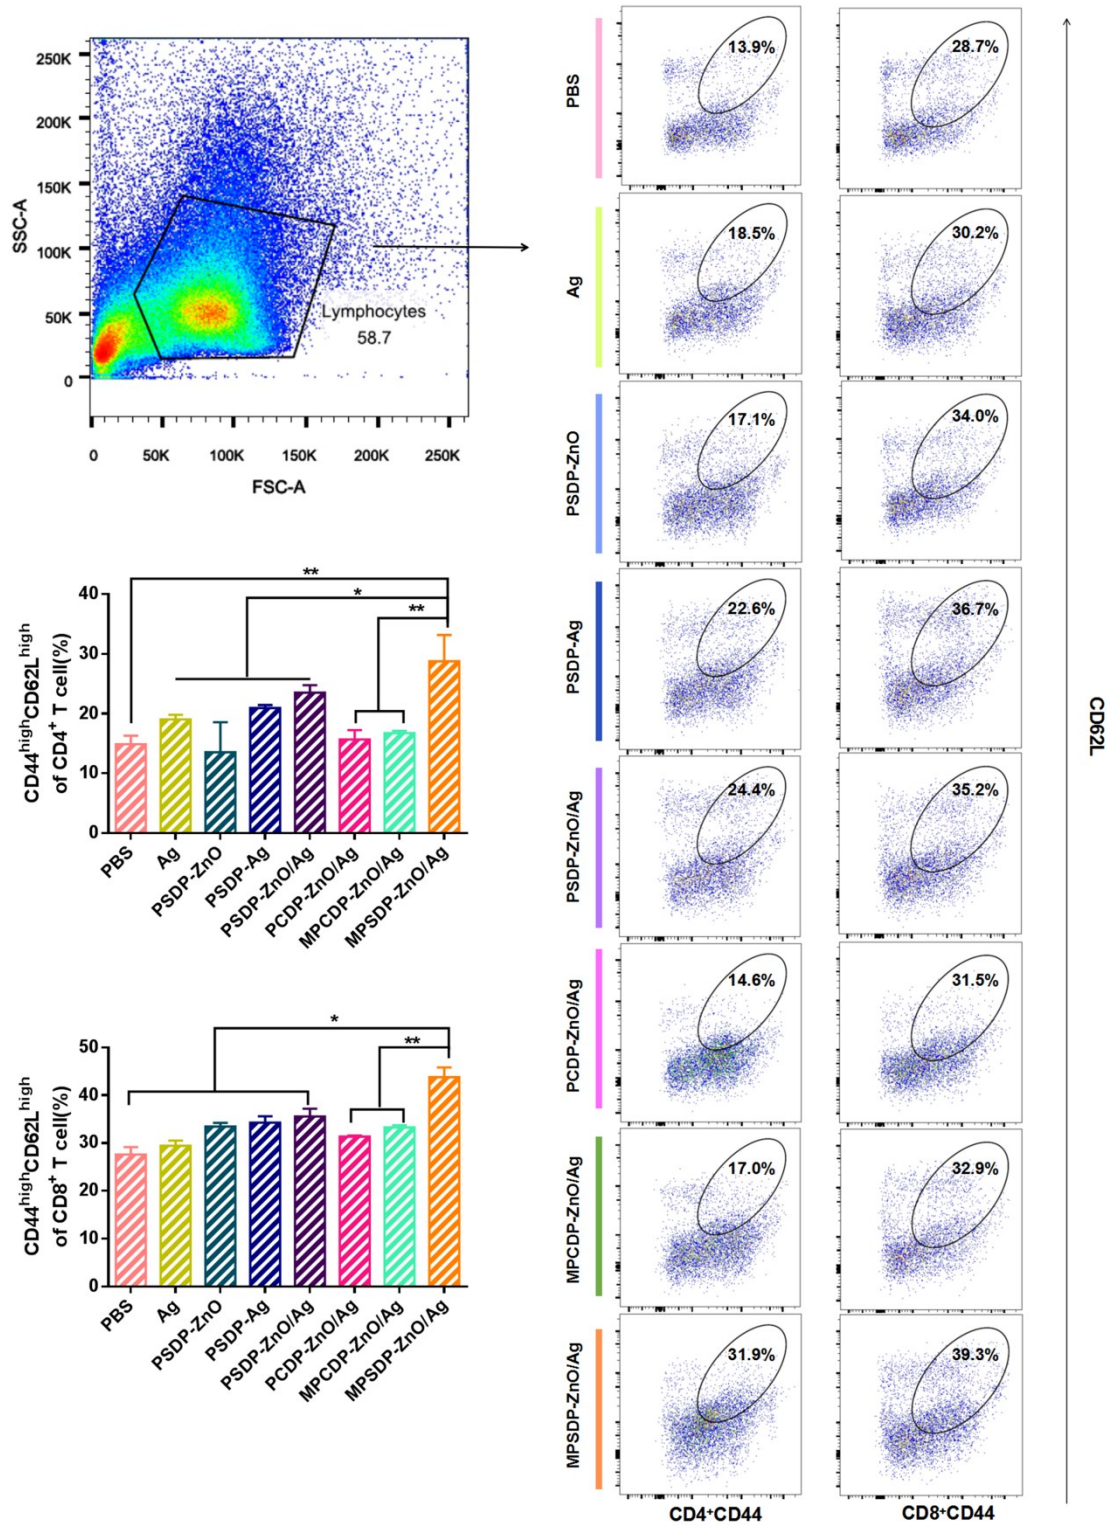 250K
200K
150K
100K
50K
0
SSC-A
Lymphocytes
58.7
0 50K 100K 150K 200K 250K
FSC-A
CD44highCD62Lhigh
of CD4+ T cell(%)
40
30
20
10
0
**
*
**
PBS
Ag
PSDP-ZnO
PSDP-Ag
PSDP-ZnO/Ag
PCDP-ZnO/Ag
MPCDP-ZnO/Ag
MPSDP-ZnO/Ag
CD44highCD62Lhigh
of CD8+ T cell(%)
50
40
30
20
10
0
*
**
PBS
Ag
PSDP-ZnO
PSDP-Ag
PSDP-ZnO/Ag
PCDP-ZnO/Ag
MPCDP-ZnO/Ag
MPSDP-ZnO/Ag
PBS
13.9%
28.7%
Ag
18.5%
30.2%
PSDP-ZnO
17.1%
34.0%
PSDP-Ag
22.6%
36.7%
PSDP-ZnO/Ag
24.4%
35.2%
PCDP-ZnO/Ag
14.6%
31.5%
MPCDP-ZnO/Ag
17.0%
32.9%
MPSDP-ZnO/Ag
31.9%
39.3%
CD4+CD44
CD8+CD44
CD62L